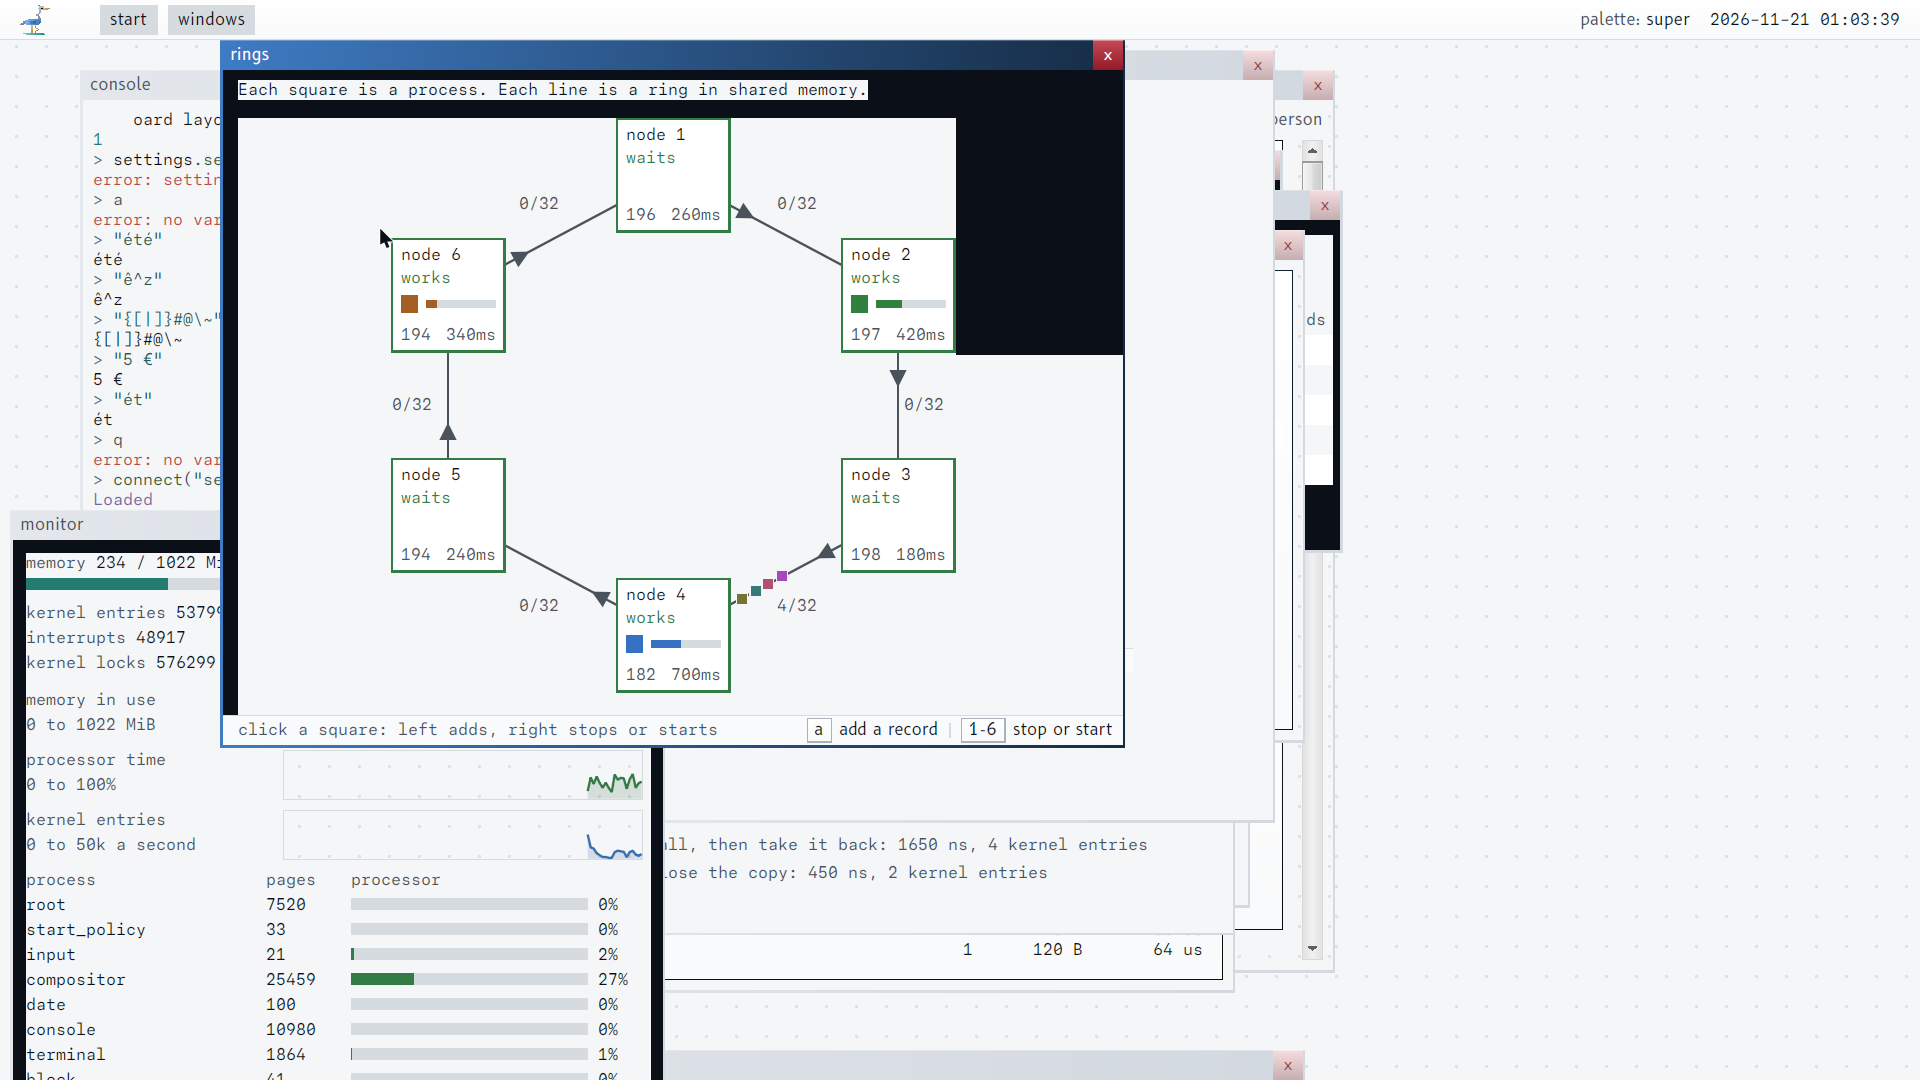 start windows palette: super 2026-11-21 01:03:39
rings x
Each square is a process. Each line is a ring in shared memory.
node 1
waits
196 260ms
0/32
0/32
node 6
works
194 340ms
node 2
works
197 420ms
0/32
0/32
node 5
waits
194 240ms
node 3
waits
198 180ms
0/32
4/32
node 4
works
182 700ms
click a square: left adds, right stops or starts a add a record | 1-6 stop or start
console
oard
1
> settings.se
error:
> a
error: no
> "été"
été
> "ê^z"
ê^z
> "{[|]}#@\~"
{[|]}#@\~
> "5 €"
5 €
> "ét"
ét
> q
error: no
> connect("se
Loaded
monitor
memory 234 / 1022
kernel entries
interrupts 48917
kernel locks 576299
memory in use
0 to 1022 MiB
processor time
0 to 100%
kernel entries
0 to 50k a second
process pages processor
root 7520 0%
start_policy 33 0%
input 21 2%
compositor 25459 27%
date 100 0%
console 10980 0%
terminal 1864 1%
x
x
person
x
x
ds
then take it back: 1650 ns, 4 kernel entries
the copy: 450 ns, 2 kernel entries
1 120 B 64 us
x